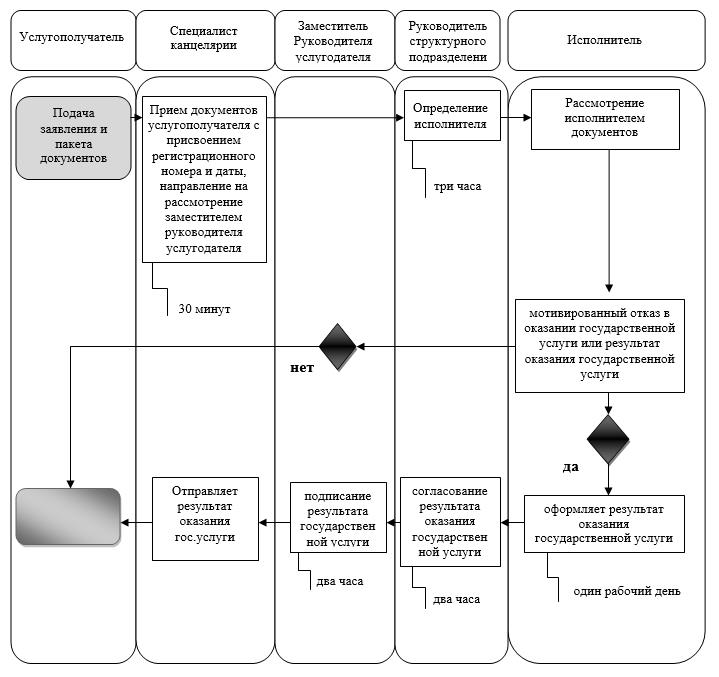 Услугополучатель
Специалист
канцелярии
Заместитель
Руководителя
услугодателя
Руководитель
структурного
подразделени
Исполнитель
Подача
заявления и
пакета
документов
Прием документов
услугополучателя с
присвоением
регистрационного
номера и даты,
направление на
рассмотрение
заместителем
руководителя
услугодателя
30 минут
Определение
исполнителя
три часа
Рассмотрение
исполнителем
документов
мотивированный отказ в
оказании государственной
услуги или результат
оказания государственной
услуги
нет
да
Отправляет
результат
оказания
гос.услуги
подписание
результата
государствен
ной услуги
два часа
согласование
результата
оказания
государствен
ной услуги
два часа
оформляет результат
оказания
государственной услуги
один рабочий день